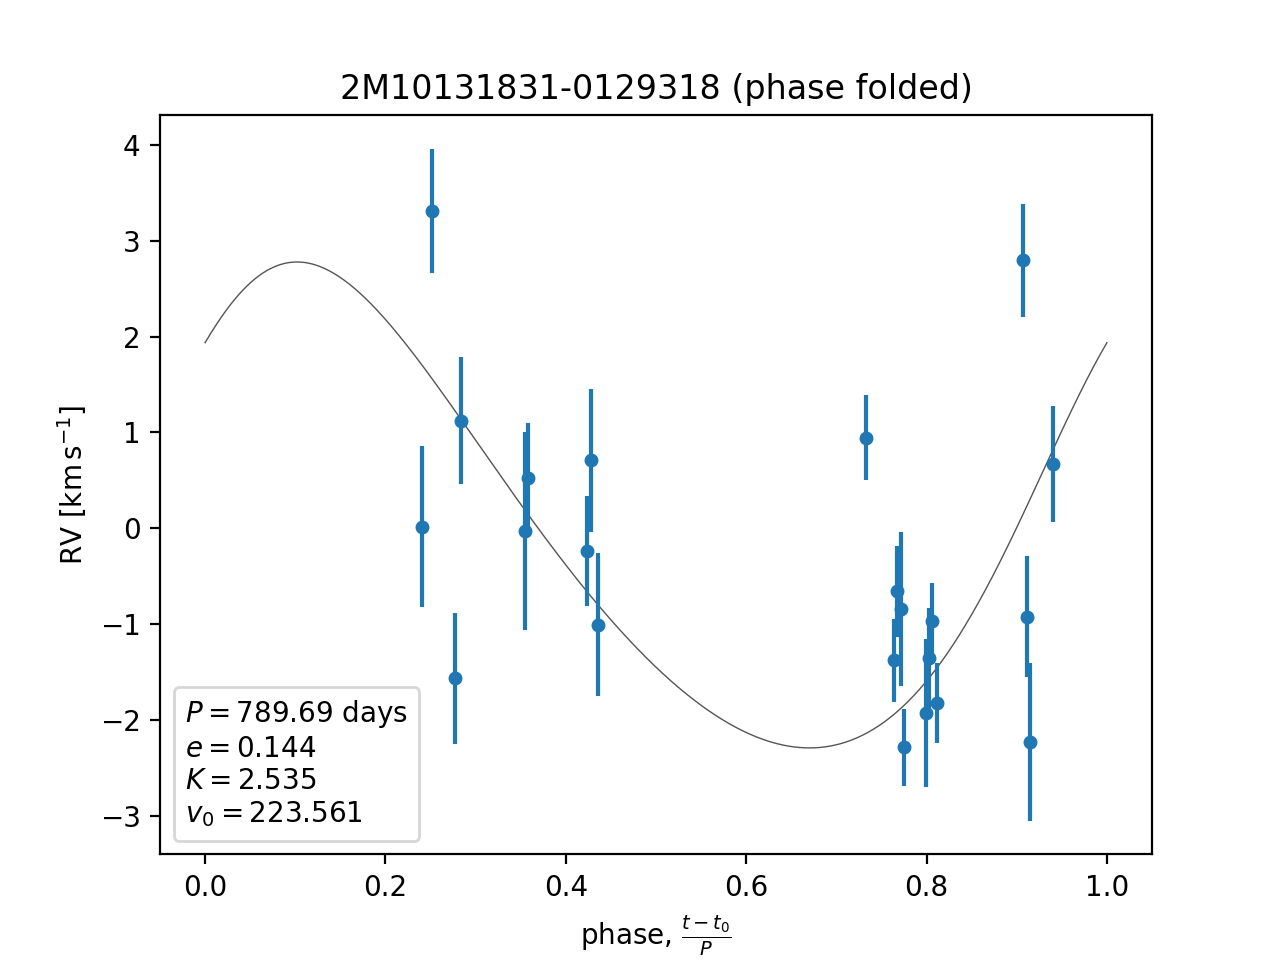 2M10131831-0129318 (phase folded)
4
3
2
1
0
−1
−2
−3
RV [km s⁻¹]
P = 789.69 days
e = 0.144
K = 2.535
v₀ = 223.561
0.0 0.2 0.4 0.6 0.8 1.0
phase, (t − t₀)/P